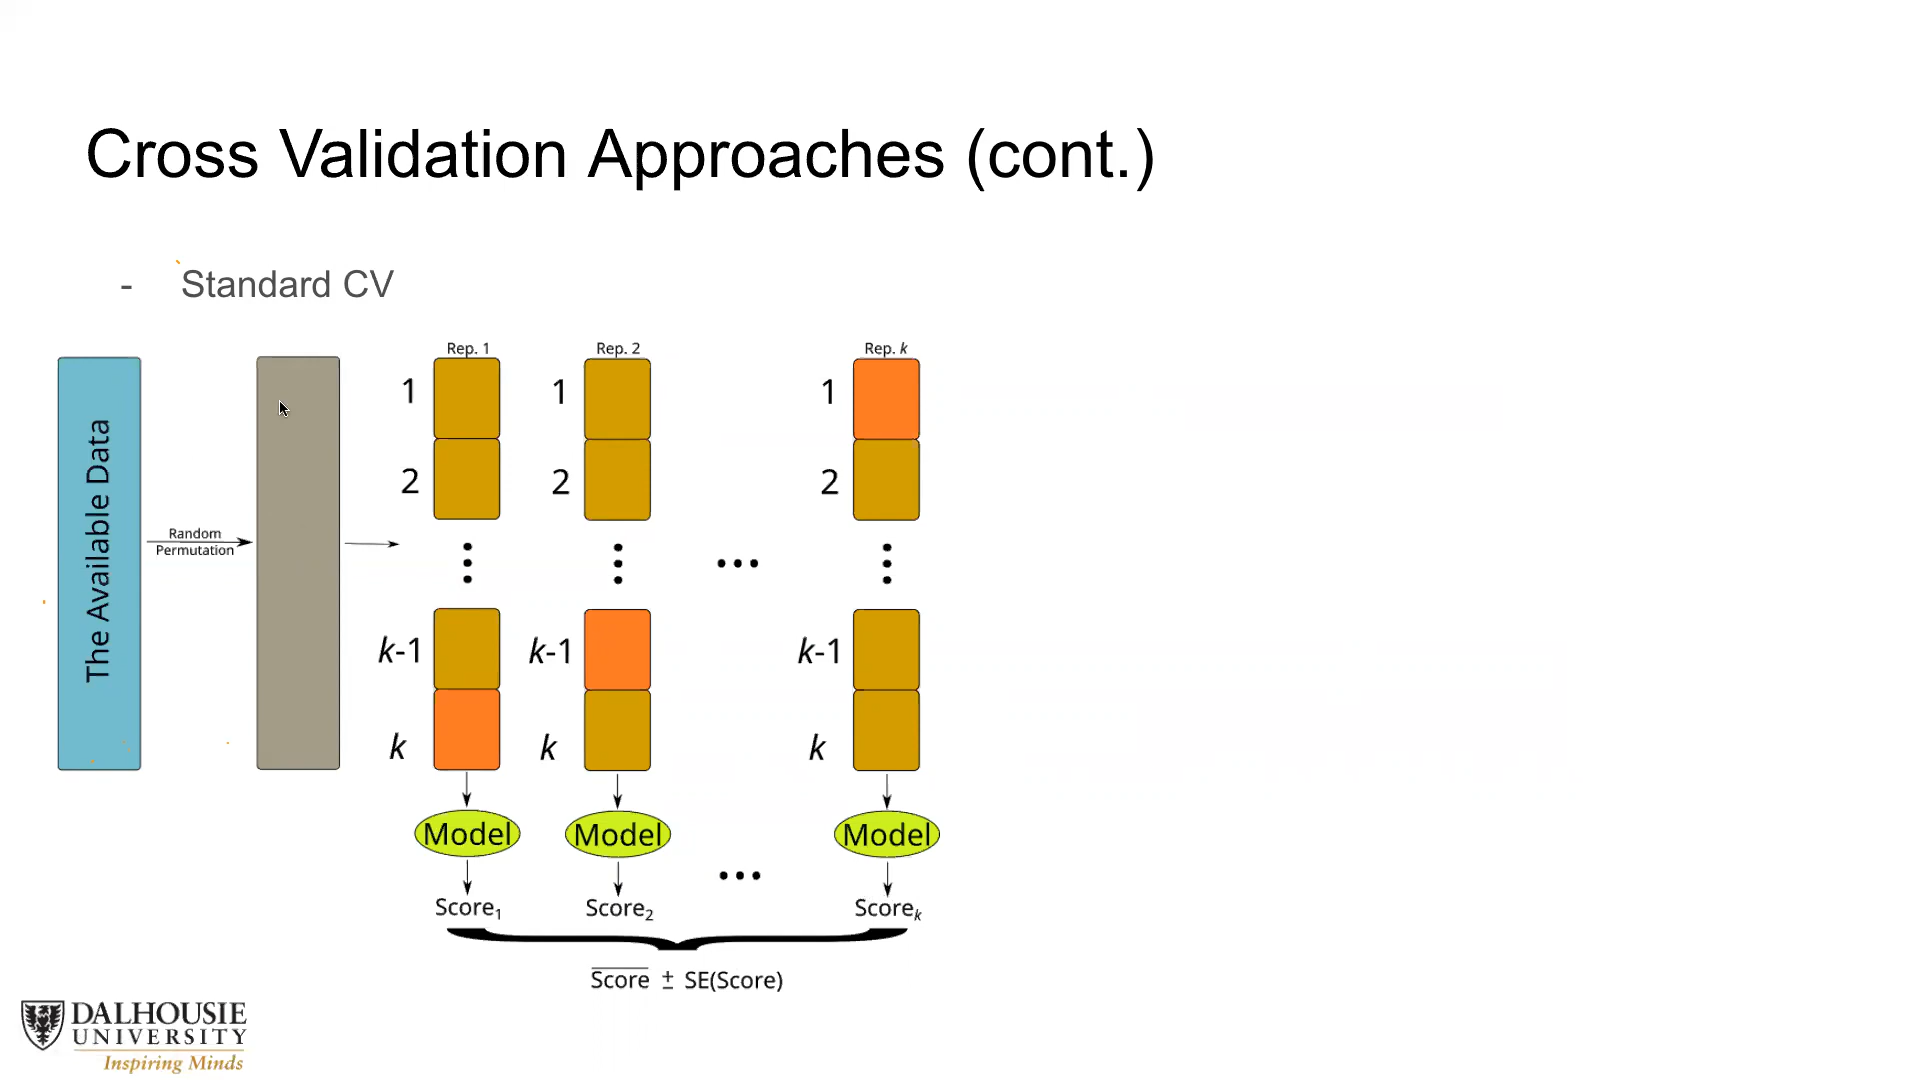 Cross Validation Approaches (cont.)
- Standard CV
The Available Data
Random
Permutation
Rep. 1
1
2
k-1
k
Model
Score1
Rep. 2
1
2
k-1
k
Model
Score2
...
...
Rep. k
1
2
k-1
k
Model
Scorek
Score ± SE(Score)
DALHOUSIE
UNIVERSITY
Inspiring Minds